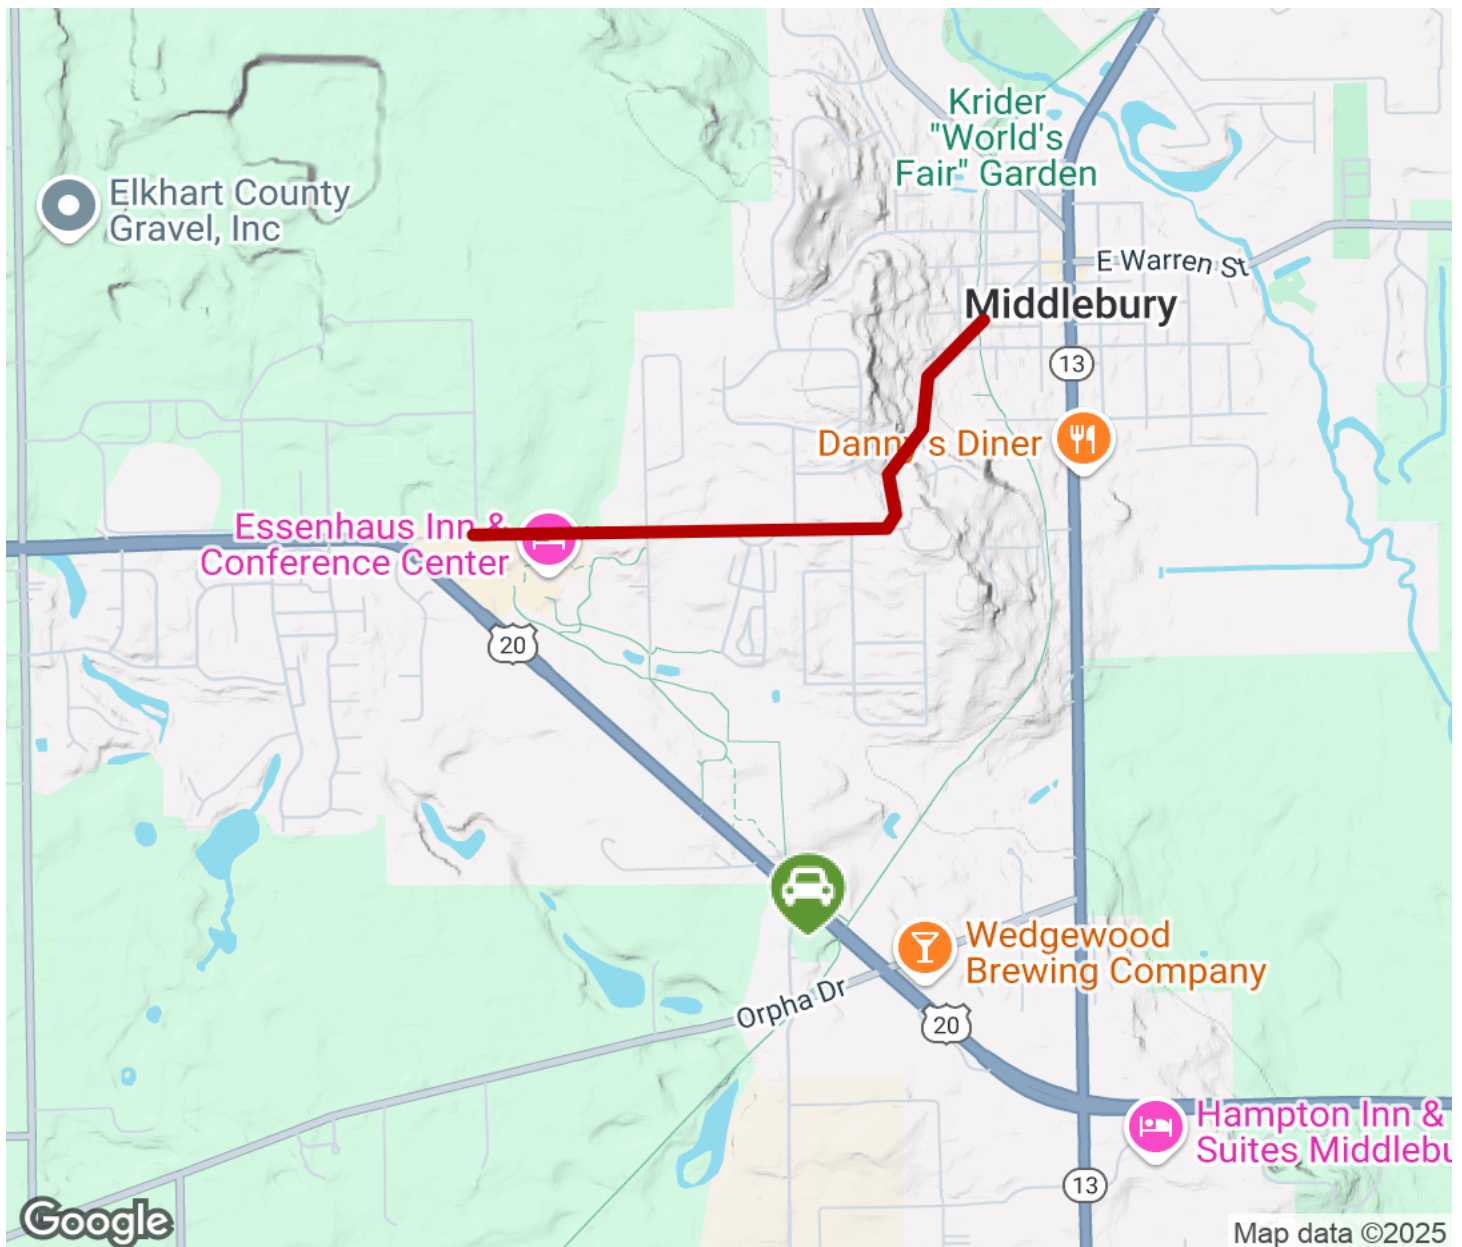 Krider
"World's
Fair" Garden
Elkhart County
Gravel, Inc
E Warren St
Middlebury
13
Danny's Diner
Essenhaus Inn &
Conference Center
20
Wedgewood
Brewing Company
Orpha Dr
20
Hampton Inn &
Suites Middlebu
13
Google
Map data ©2025